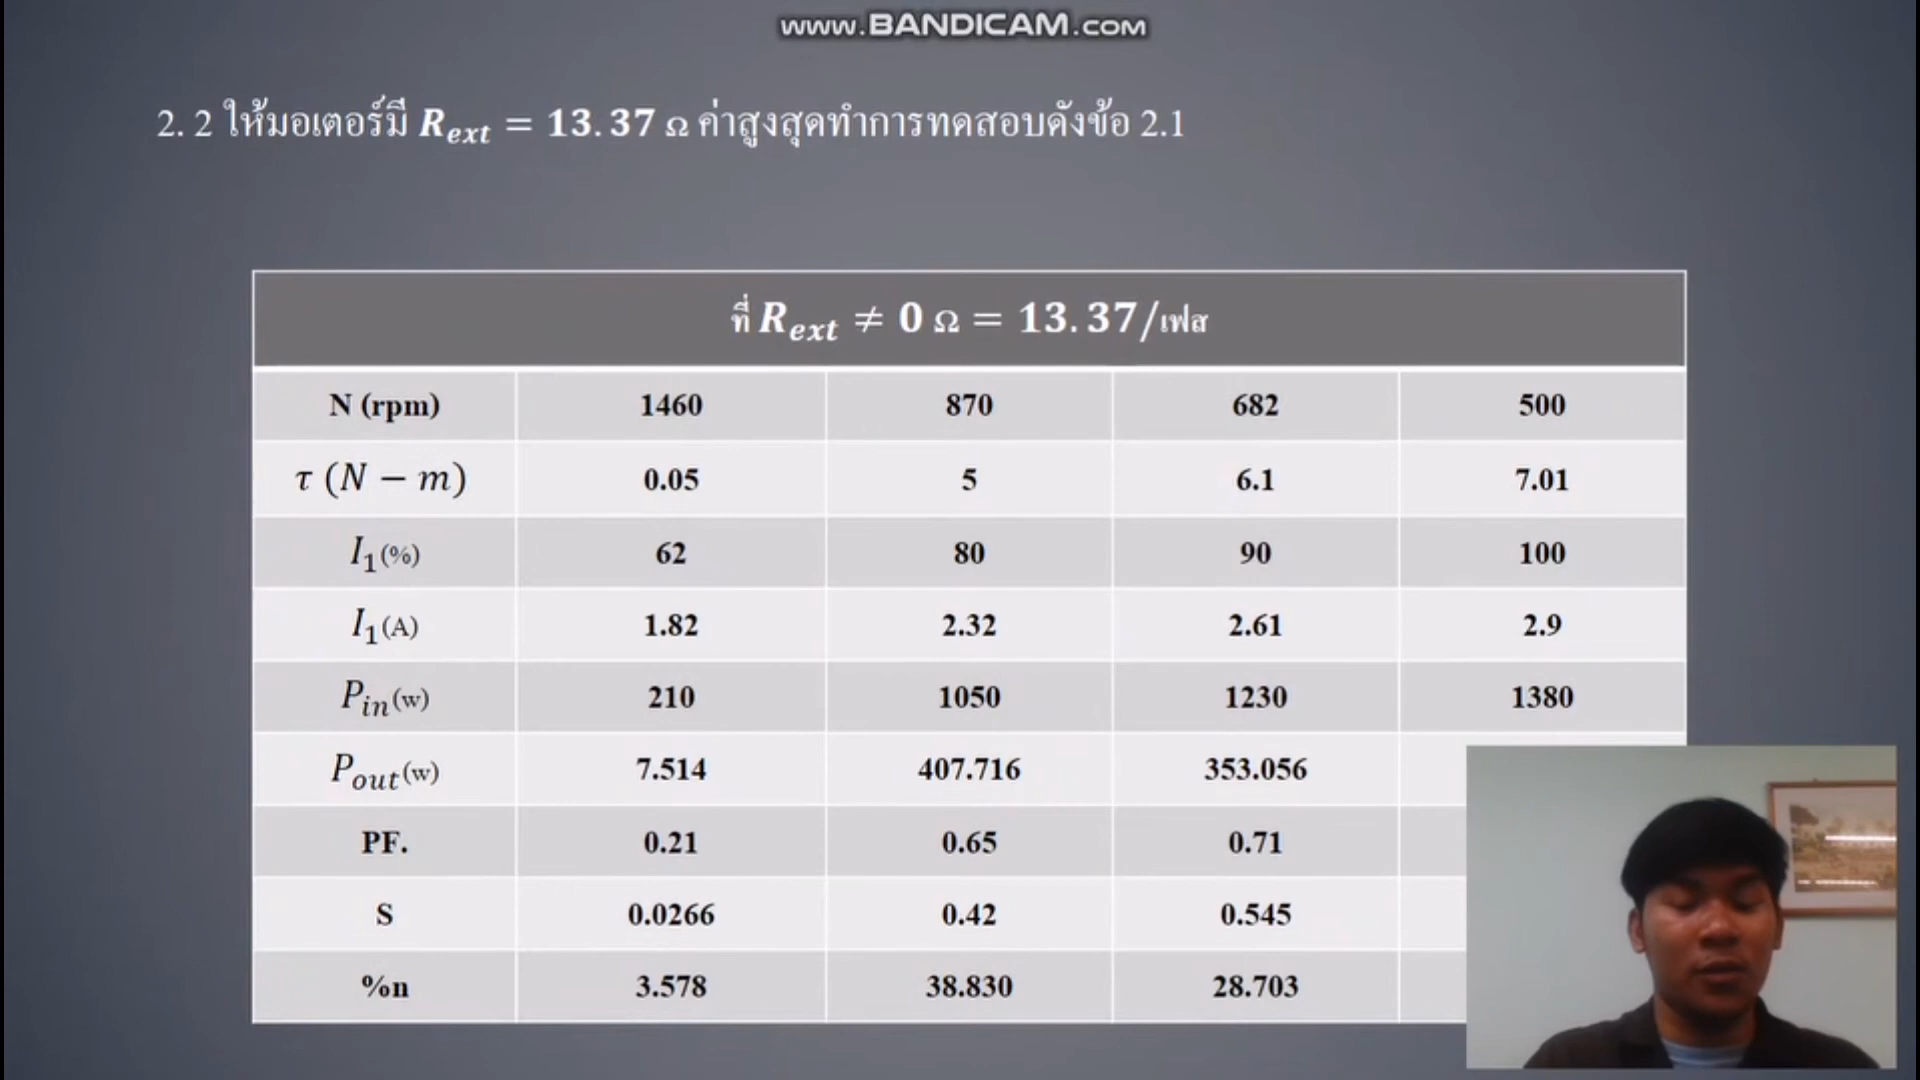 www.BANDICAM.com
2. 2 ให้มอเตอร์มี R_ext = 13.37 Ω ค่าสูงสุดทำการทดสอบดังข้อ 2.1
ที่ R_ext ≠ 0 Ω = 13.37/เฟส
N (rpm) 1460 870 682 500
τ (N − m) 0.05 5 6.1 7.01
I₁(%) 62 80 90 100
I₁(A) 1.82 2.32 2.61 2.9
P_in(w) 210 1050 1230 1380
P_out(w) 7.514 407.716 353.056
PF. 0.21 0.65 0.71
S 0.0266 0.42 0.545
%n 3.578 38.830 28.703